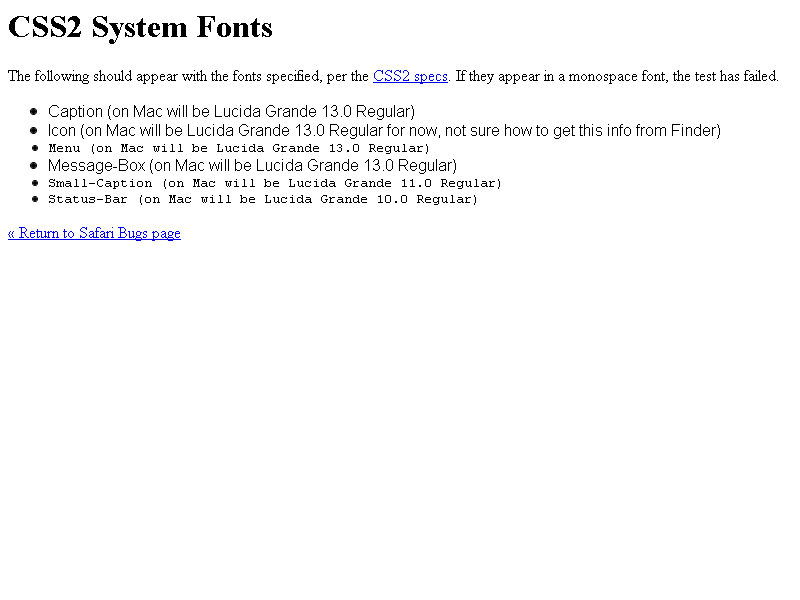 CSS2 System Fonts
The following should appear with the fonts specified, per the CSS2 specs. If they appear in a monospace font, the test has failed.
Caption (on Mac will be Lucida Grande 13.0 Regular)
Icon (on Mac will be Lucida Grande 13.0 Regular for now, not sure how to get this info from Finder)
Menu (on Mac will be Lucida Grande 13.0 Regular)
Message-Box (on Mac will be Lucida Grande 13.0 Regular)
Small-Caption (on Mac will be Lucida Grande 11.0 Regular)
Status-Bar (on Mac will be Lucida Grande 10.0 Regular)
« Return to Safari Bugs page